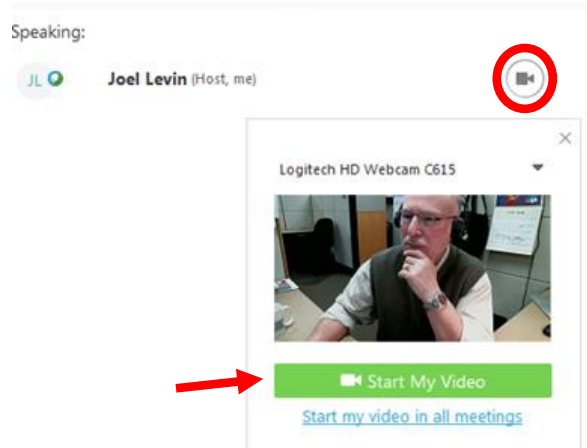 Speaking:
JL Joel Levin (Host, me)
Logitech HD Webcam C615
Start My Video
Start my video in all meetings